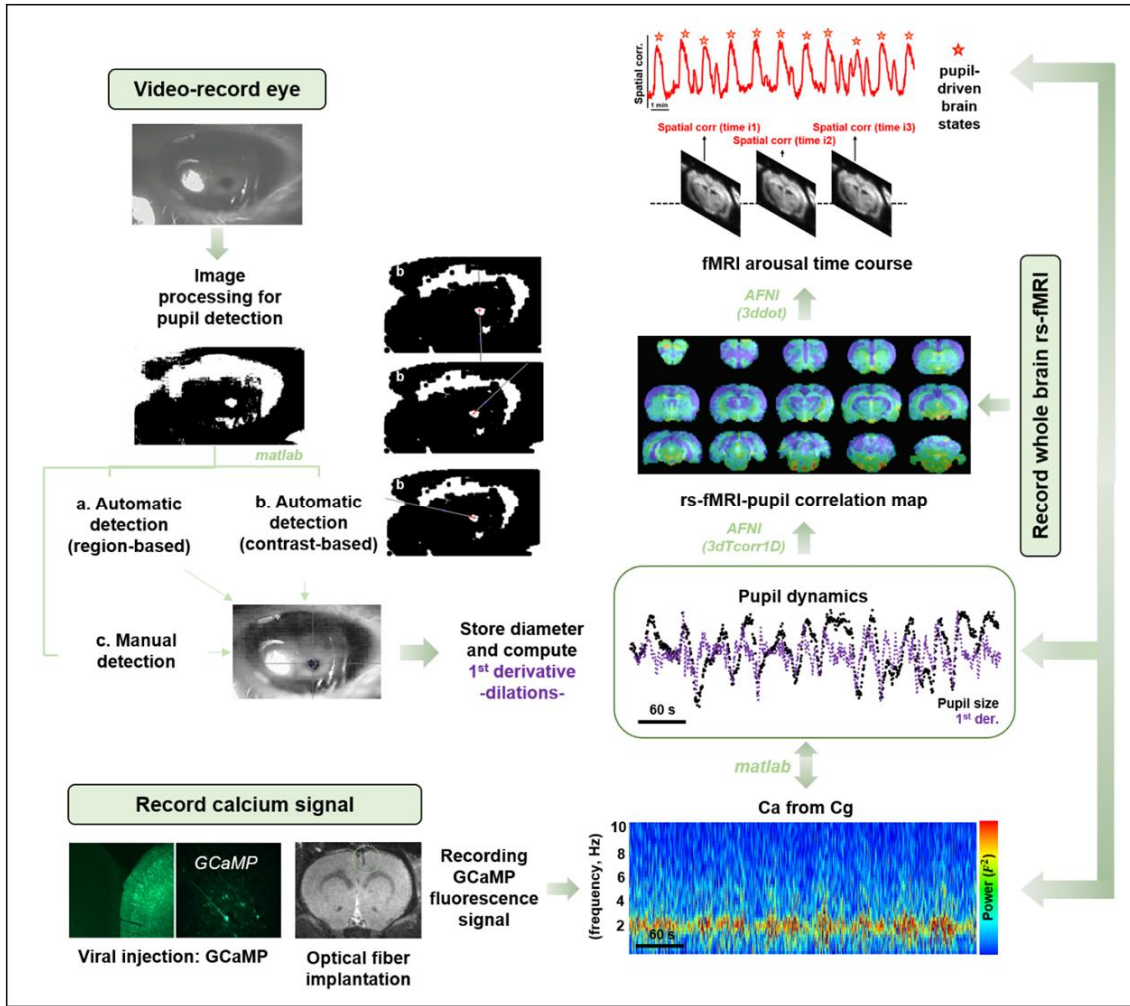 Video-record eye
Image
processing for
pupil detection
matlab
a. Automatic
detection
(region-based)
b. Automatic
detection
(contrast-based)
b
b
b
c. Manual
detection
Store diameter
and compute
1st derivative
-dilations-
Record calcium signal
GCaMP
Viral injection: GCaMP
Optical fiber
implantation
Recording
GCaMP
fluorescence
signal
Spatial corr.
1 min
pupil-
driven
brain
states
Spatial corr (time i1)
Spatial corr (time i2)
Spatial corr (time i3)
fMRI arousal time course
AFNI
(3ddot)
Record whole brain rs-fMRI
rs-fMRI-pupil correlation map
AFNI
(3dTcorr1D)
Pupil dynamics
60 s
Pupil size
1st der.
matlab
Ca from Cg
(frequency, Hz)
10
8
6
4
2
60 s
Power (F²)